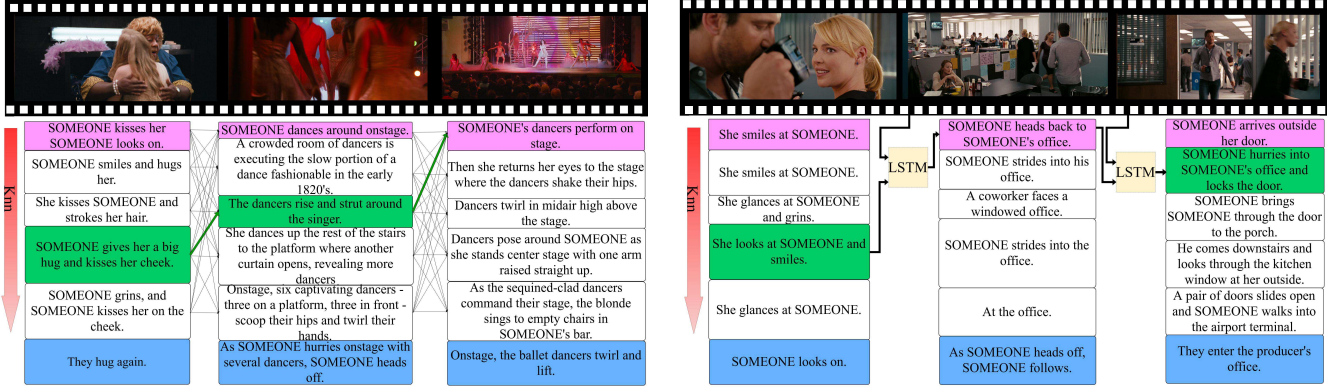 Knn
SOMEONE kisses her
SOMEONE looks on.
SOMEONE smiles and hugs
her.
She kisses SOMEONE and
strokes her hair.
SOMEONE gives her a big
hug and kisses her cheek.
SOMEONE grins, and
SOMEONE kisses her on the
cheek.
They hug again.
SOMEONE dances around onstage.
A crowded room of dancers is
executing the slow portion of a
dance fashionable in the early
1820's.
The dancers rise and strut around
the singer.
She dances up the rest of the stairs
to the platform where another
curtain opens, revealing more
dancers
Onstage, six captivating dancers -
three on a platform, three in front -
scoop their hips and twirl their
hands.
As SOMEONE hurries onstage with
several dancers, SOMEONE heads
off.
SOMEONE's dancers perform on
stage.
Then she returns her eyes to the stage
where the dancers shake their hips.
Dancers twirl in midair high above
the stage.
Dancers pose around SOMEONE as
she stands center stage with one arm
raised straight up.
As the sequined-clad dancers
command their stage, the blonde
sings to empty chairs in
SOMEONE's bar.
Onstage, the ballet dancers twirl and
lift.
Knn
She smiles at SOMEONE.
She smiles at SOMEONE.
She glances at SOMEONE
and grins.
She looks at SOMEONE and
smiles.
She glances at SOMEONE.
SOMEONE looks on.
LSTM
SOMEONE heads back to
SOMEONE's office.
SOMEONE strides into his
office.
A coworker faces a
windowed office.
SOMEONE strides into the
office.
At the office.
As SOMEONE heads off,
SOMEONE follows.
LSTM
SOMEONE arrives outside
her door.
SOMEONE hurries into
SOMEONE's office and
locks the door.
SOMEONE brings
SOMEONE through the door
to the porch.
He comes downstairs and
looks through the kitchen
window at her outside.
A pair of doors slides open
and SOMEONE walks into
the airport terminal.
They enter the producer's
office.